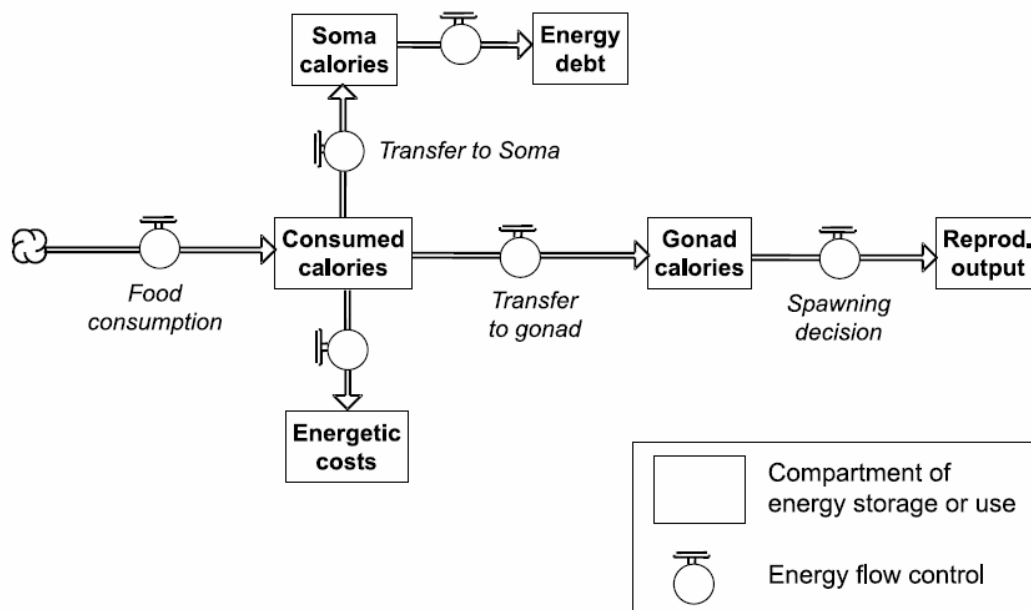 Soma
calories
Energy
debt
Transfer to Soma
Consumed
calories
Gonad
calories
Reprod.
output
Food
consumption
Transfer
to gonad
Spawning
decision
Energetic
costs
Compartment of
energy storage or use
Energy flow control